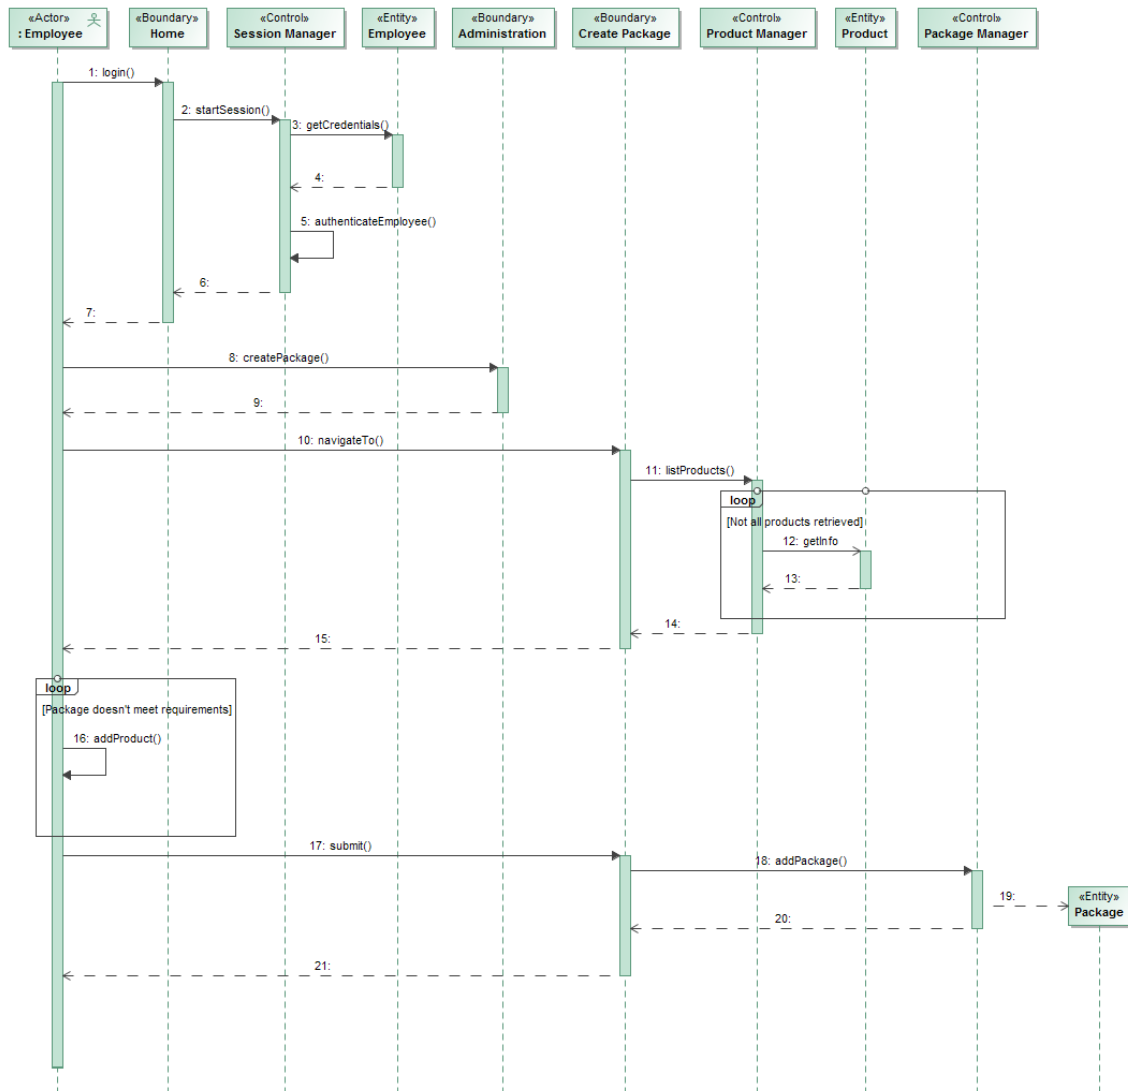 «Actor»
: Employee
«Boundary»
Home
«Control»
Session Manager
«Entity»
Employee
«Boundary»
Administration
«Boundary»
Create Package
«Control»
Product Manager
«Entity»
Product
«Control»
Package Manager
1: login()
2: startSession()
3: getCredentials()
4:
5: authenticateEmployee()
6:
7:
8: createPackage()
9:
10: navigateTo()
11: listProducts()
loop
[Not all products retrieved]
12: getInfo
13:
14:
15:
loop
[Package doesn't meet requirements]
16: addProduct()
17: submit()
18: addPackage()
19:
«Entity»
Package
20:
21: